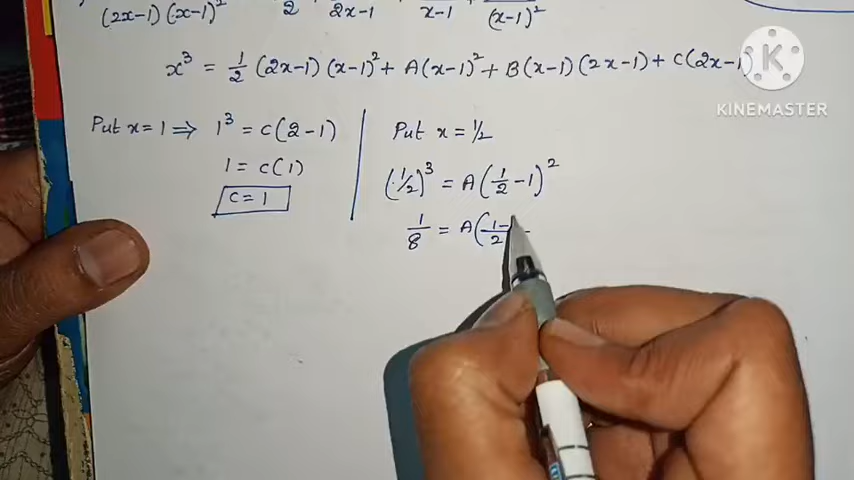 (2x-1)(x-1)² 2 2x-1 x-1 (x-1)²
x³ = 1/2 (2x-1)(x-1)² + A(x-1)² + B(x-1)(2x-1) + C(2x-1)
Put x=1 ⇒ 1³ = C(2-1)
1 = C(1)
C = 1
Put x = 1/2
(1/2)³ = A(1/2 - 1)²
1/8 = A(1-/2
K
KINEMASTER